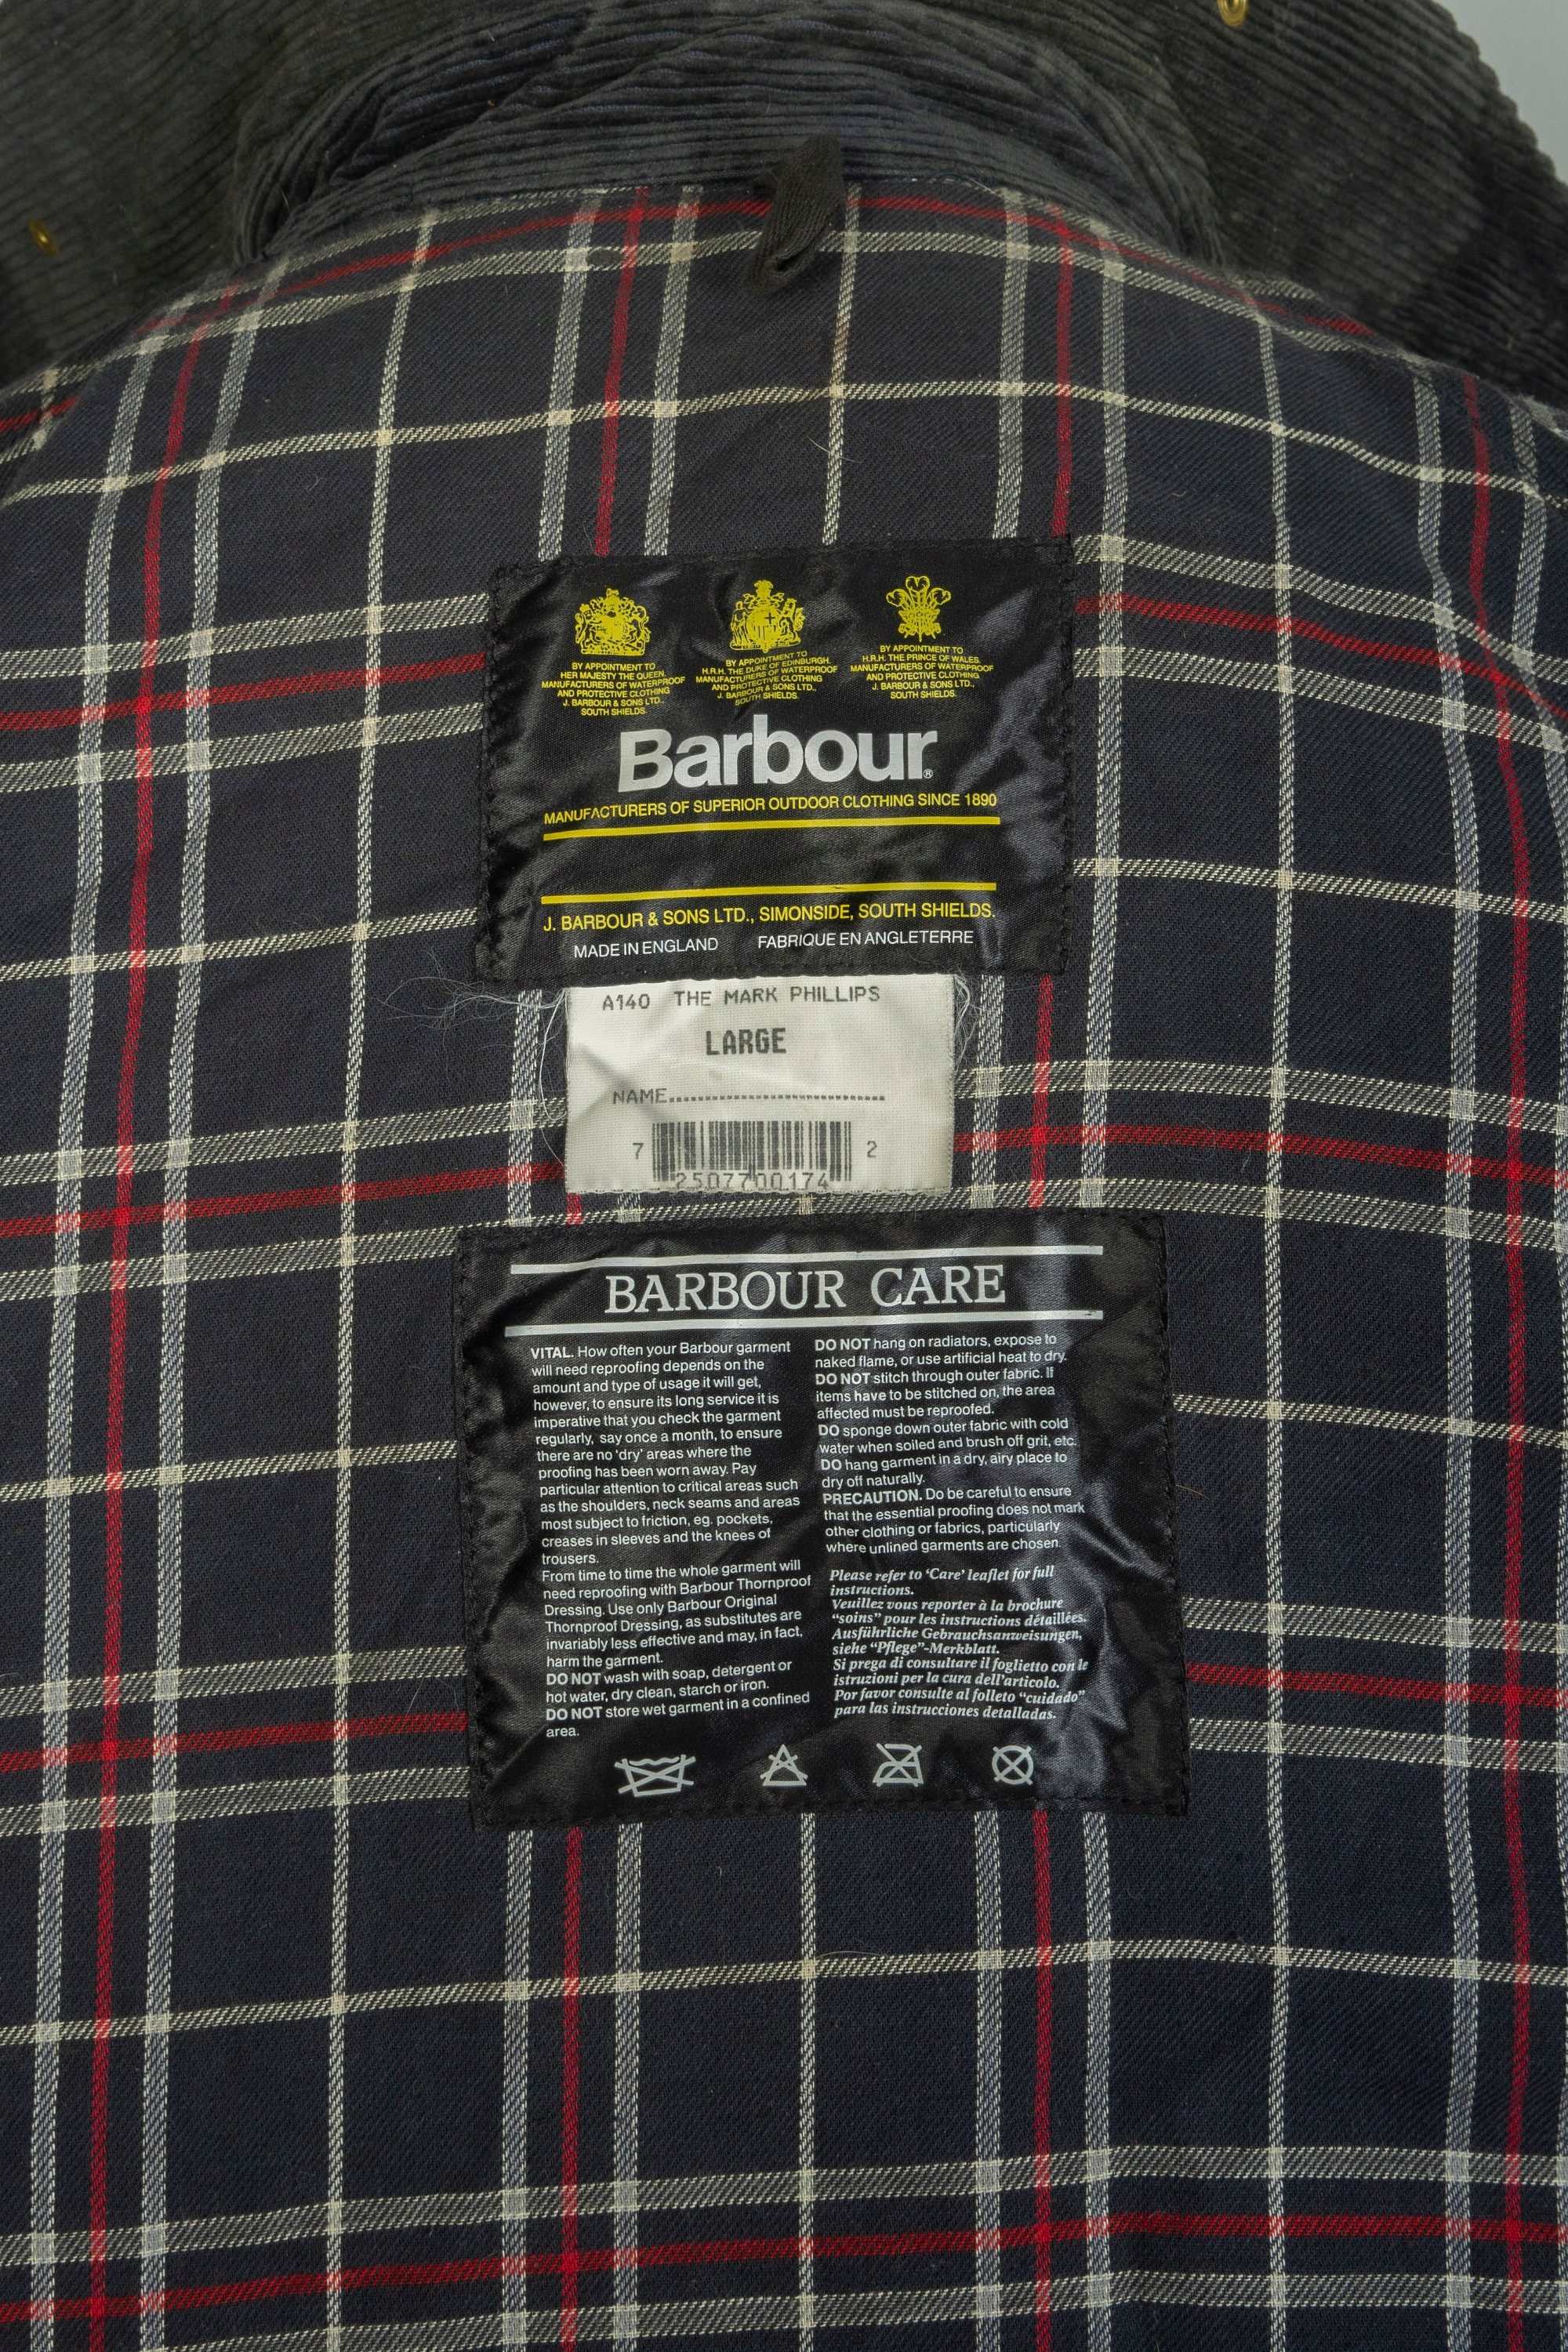 BY APPOINTMENT TO
HER MAJESTY THE QUEEN.
MANUFACTURERS OF WATERPROOF
AND PROTECTIVE CLOTHING
J. BARBOUR & SONS LTD.,
SOUTH SHIELDS.
BY APPOINTMENT TO
H.R.H. THE DUKE OF EDINBURGH.
MANUFACTURERS OF WATERPROOF
AND PROTECTIVE CLOTHING
J. BARBOUR & SONS LTD.,
SOUTH SHIELDS.
BY APPOINTMENT TO
H.R.H. THE PRINCE OF WALES.
MANUFACTURERS OF WATERPROOF
AND PROTECTIVE CLOTHING
J. BARBOUR & SONS LTD.,
SOUTH SHIELDS.
Barbour®
MANUFACTURERS OF SUPERIOR OUTDOOR CLOTHING SINCE 1890
J. BARBOUR & SONS LTD., SIMONSIDE, SOUTH SHIELDS.
MADE IN ENGLAND FABRIQUE EN ANGLETERRE
A140 THE MARK PHILLIPS
LARGE
NAME....................................
7 2
2507700174
BARBOUR CARE
VITAL. How often your Barbour garment
will need reproofing depends on the
amount and type of usage it will get,
however, to ensure its long service it is
imperative that you check the garment
regularly, say once a month, to ensure
there are no 'dry' areas where the
proofing has been worn away. Pay
particular attention to critical areas such
as the shoulders, neck seams and areas
most subject to friction, eg. pockets,
creases in sleeves and the knees of
trousers.
From time to time the whole garment will
need reproofing with Barbour Thornproof
Dressing. Use only Barbour Original
Thornproof Dressing, as substitutes are
invariably less effective and may, in fact,
harm the garment.
DO NOT wash with soap, detergent or
hot water, dry clean, starch or iron.
DO NOT store wet garment in a confined
area.
DO NOT hang on radiators, expose to
naked flame, or use artificial heat to dry.
DO NOT stitch through outer fabric. If
items have to be stitched on, the area
affected must be reproofed.
DO sponge down outer fabric with cold
water when soiled and brush off grit, etc.
DO hang garment in a dry, airy place to
dry off naturally.
PRECAUTION. Do be careful to ensure
that the essential proofing does not mark
other clothing or fabrics, particularly
where unlined garments are chosen.
Please refer to 'Care' leaflet for full
instructions.
Veuillez vous reporter à la brochure
"soins" pour les instructions détaillées.
Ausführliche Gebrauchsanweisungen,
siehe "Pflege"-Merkblatt.
Si prega di consultare il foglietto con le
istruzioni per la cura dell'articolo.
Por favor consulte al folleto "cuidado"
para las instrucciones detalladas.